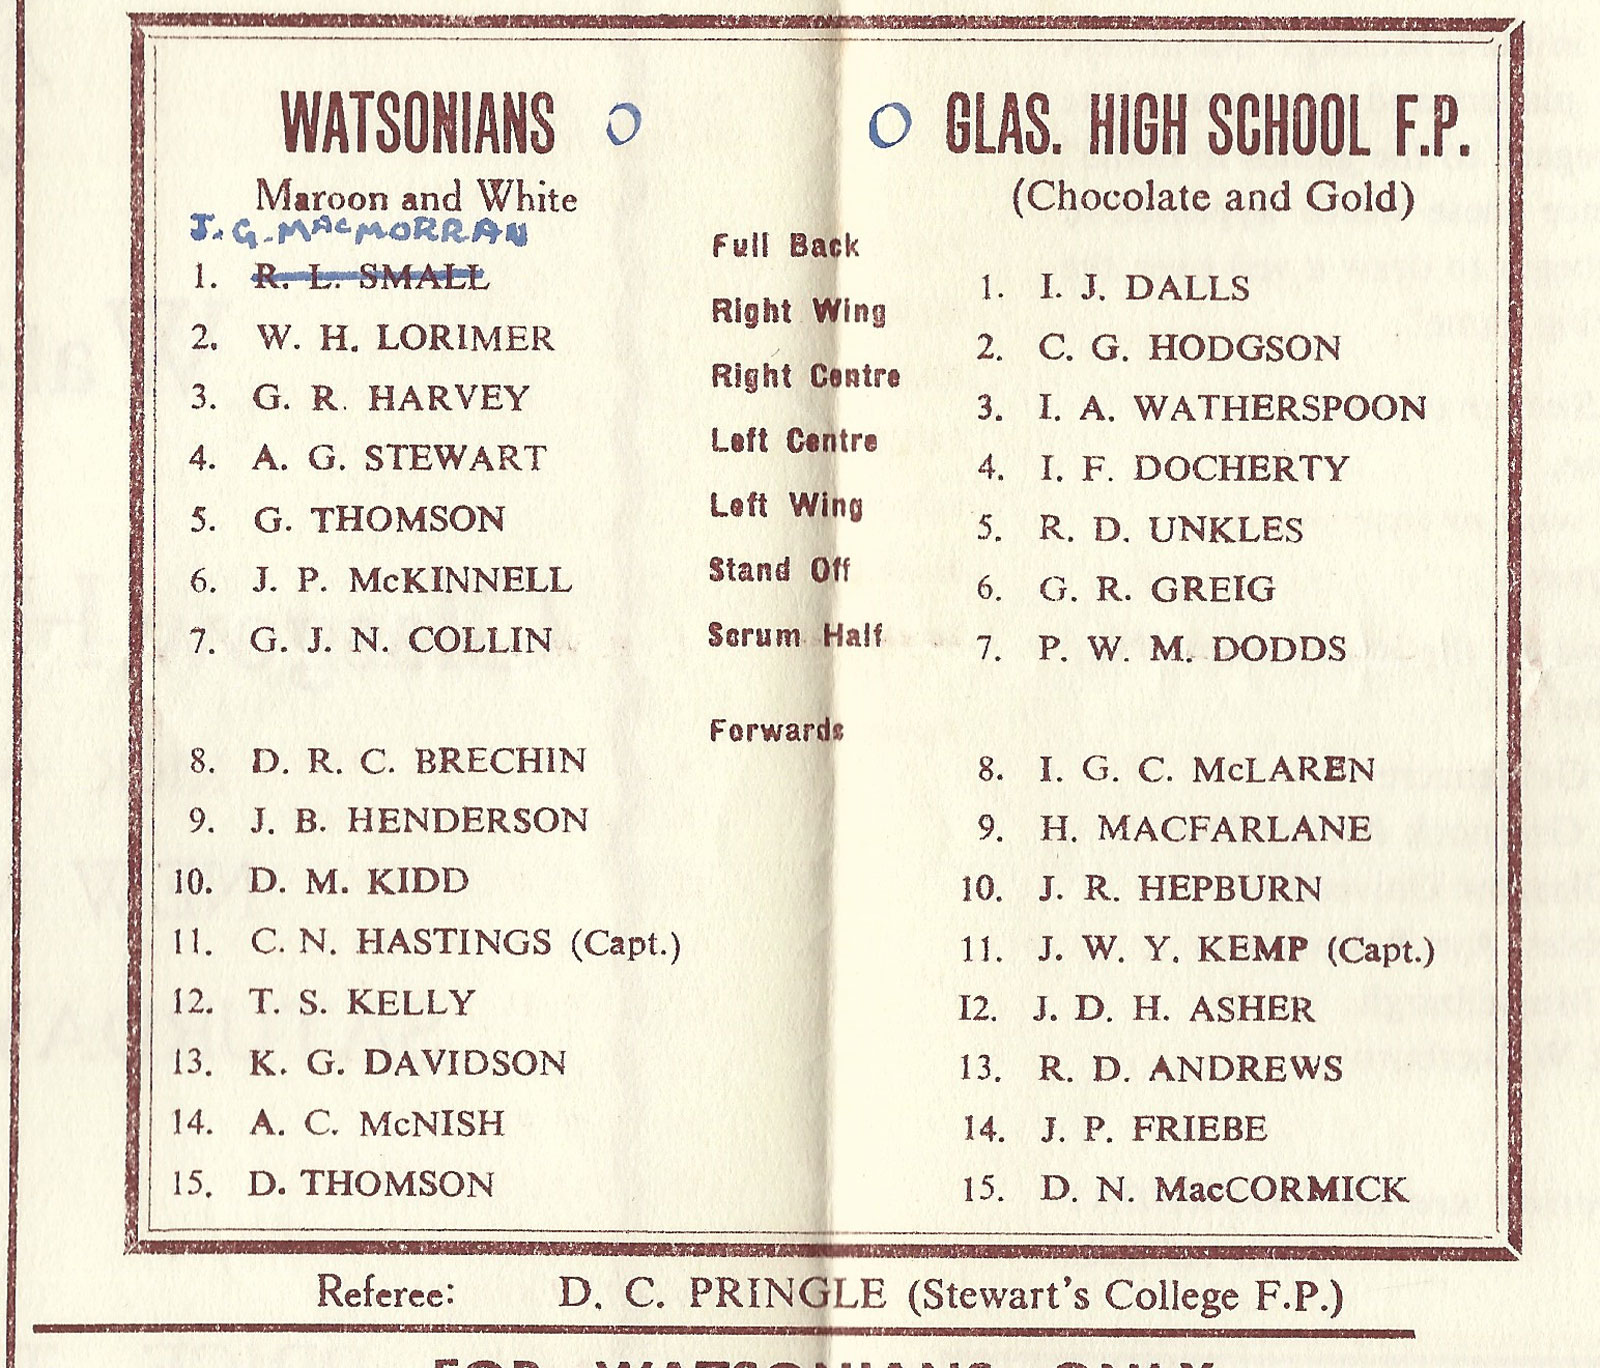 WATSONIANS O
Maroon and White
J. G. MACMORRAN
1. R. L. SMALL
2. W. H. LORIMER
3. G. R. HARVEY
4. A. G. STEWART
5. G. THOMSON
6. J. P. McKINNELL
7. G. J. N. COLLIN
8. D. R. C. BRECHIN
9. J. B. HENDERSON
10. D. M. KIDD
11. C. N. HASTINGS (Capt.)
12. T. S. KELLY
13. K. G. DAVIDSON
14. A. C. McNISH
15. D. THOMSON
Full Back
Right Wing
Right Centre
Left Centre
Left Wing
Stand Off
Scrum Half
Forwards
O GLAS. HIGH SCHOOL F.P.
(Chocolate and Gold)
1. I. J. DALLS
2. C. G. HODGSON
3. I. A. WATHERSPOON
4. I. F. DOCHERTY
5. R. D. UNKLES
6. G. R. GREIG
7. P. W. M. DODDS
8. I. G. C. McLAREN
9. H. MACFARLANE
10. J. R. HEPBURN
11. J. W. Y. KEMP (Capt.)
12. J. D. H. ASHER
13. R. D. ANDREWS
14. J. P. FRIEBE
15. D. N. MacCORMICK
Referee: D. C. PRINGLE (Stewart's College F.P.)
FOR WATSONIANS ONLY